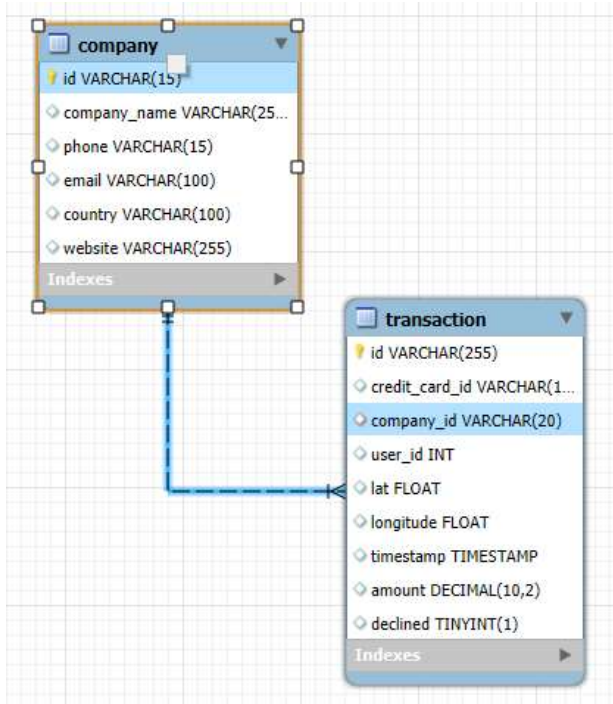 company
id VARCHAR(15)
company_name VARCHAR(25...
phone VARCHAR(15)
email VARCHAR(100)
country VARCHAR(100)
website VARCHAR(255)
Indexes
transaction
id VARCHAR(255)
credit_card_id VARCHAR(1...
company_id VARCHAR(20)
user_id INT
lat FLOAT
longitude FLOAT
timestamp TIMESTAMP
amount DECIMAL(10,2)
declined TINYINT(1)
Indexes